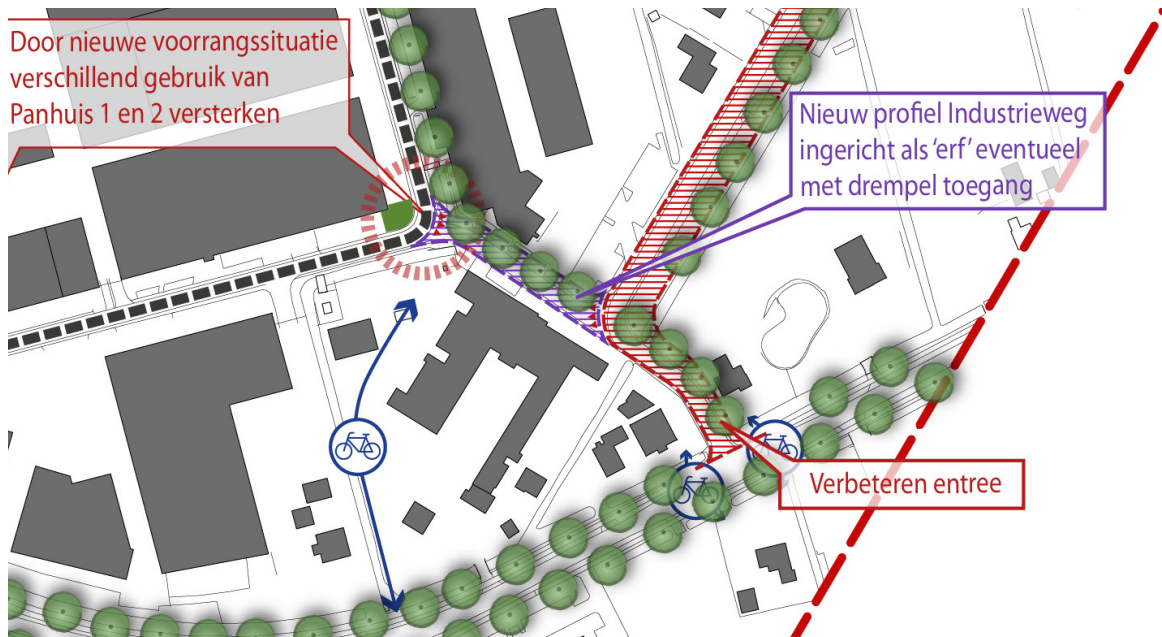 Door nieuwe voorrangssituatie
verschillend gebruik van
Panhuis 1 en 2 versterken
Nieuw profiel Industrieweg
ingericht als ‘erf’ eventueel
met drempel toegang
Verbeteren entree